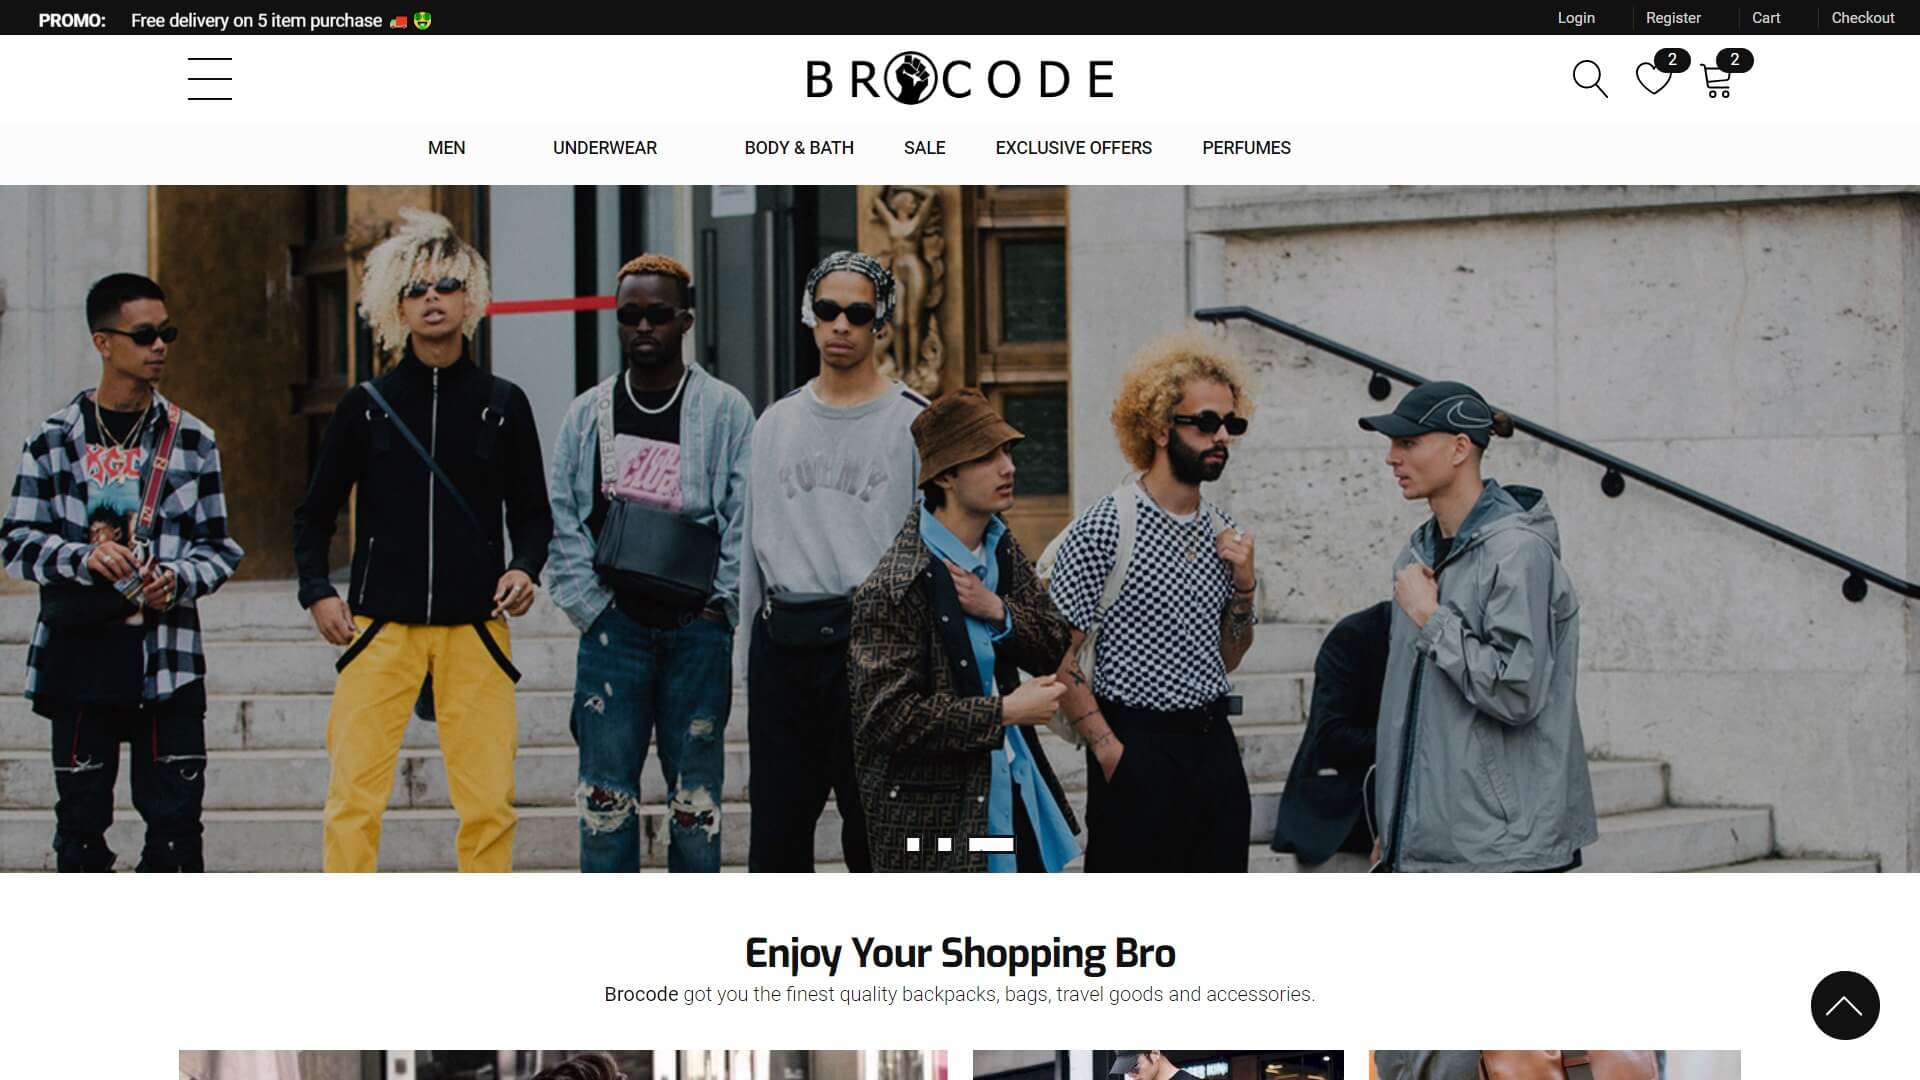 PROMO: Free delivery on 5 item purchase 🚚 🤑
Login Register Cart Checkout
BROCODE
2 2
MEN UNDERWEAR BODY & BATH SALE EXCLUSIVE OFFERS PERFUMES
TOMMY
Enjoy Your Shopping Bro
Brocode got you the finest quality backpacks, bags, travel goods and accessories.